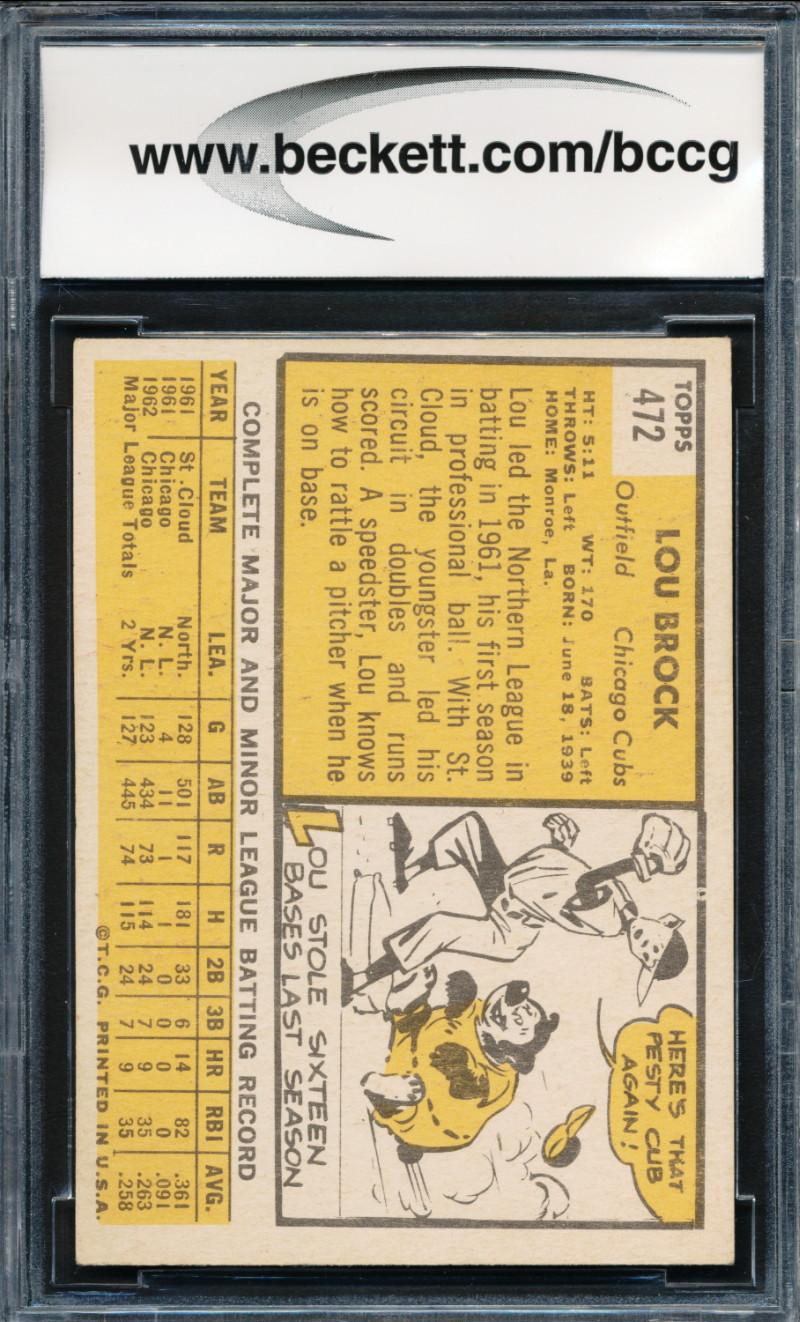 www.beckett.com/bccg
TOPPS
472
LOU BROCK
Outfield Chicago Cubs
HT: 5:11 WT: 170 BATS: Left
THROWS: Left BORN: June 18, 1939
HOME: Monroe, La.
Lou led the Northern League in
batting in 1961, his first season
in professional ball. With St.
Cloud, the youngster led his
circuit in doubles and runs
scored. A speedster, Lou knows
how to rattle a pitcher when he
is on base.
HERE'S THAT
PESTY CUB
AGAIN!
LOU STOLE SIXTEEN
BASES LAST SEASON
COMPLETE MAJOR AND MINOR LEAGUE BATTING RECORD
YEAR TEAM LEA. G AB R H 2B 3B HR RBI AVG.
1961 St. Cloud North. 128 501 117 181 33 6 14 82 .361
1961 Chicago N. L. 4 11 1 1 0 0 0 0 .091
1962 Chicago N. L. 123 434 73 114 24 7 9 35 .263
Major League Totals 2 Yrs. 127 445 74 115 24 7 9 35 .258
©T.C.G. PRINTED IN U.S.A.